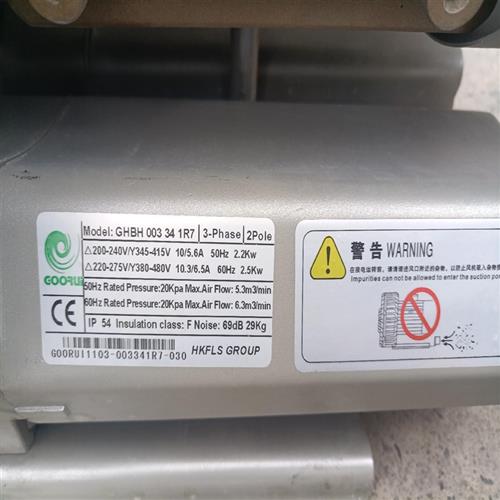 GOORUI
Model: GHBH 003 34 1R7 3-Phase 2Pole
△200-240V/Y345-415V 10/5.6A 50Hz 2.2Kw
△220-275V/Y380-480V 10.3/6.5A 60Hz 2.5Kw
50Hz Rated Pressure:20Kpa Max.Air Flow: 5.3m3/min
60Hz Rated Pressure:20Kpa Max.Air Flow: 6.3m3/min
CE IP 54 Insulation class: F Noise: 69dB 29Kg
GOORUI1103-003341R7-030 HKFLS GROUP
警告 WARNING
Impurities can not be enter to the suction por